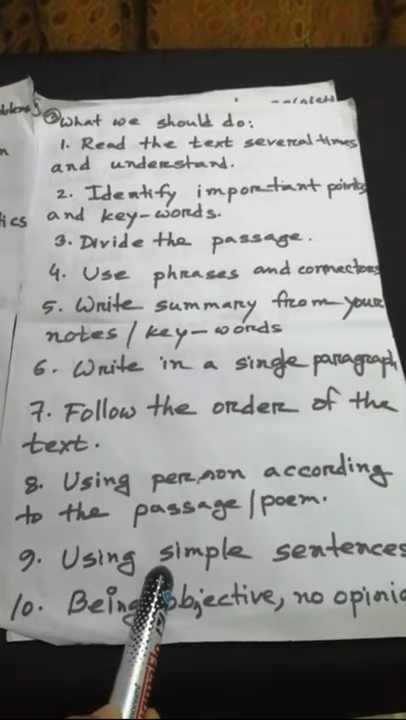 ② What we should do:
1. Read the text several times
and understand.
2. Identify important points
and key-words.
3. Divide the passage.
4. Use phrases and connectors
5. Write summary from your
notes / key-words
6. Write in a single paragraph
7. Follow the order of the
text.
8. Using person according
to the passage/poem.
9. Using simple sentences
10. Being objective, no opinio